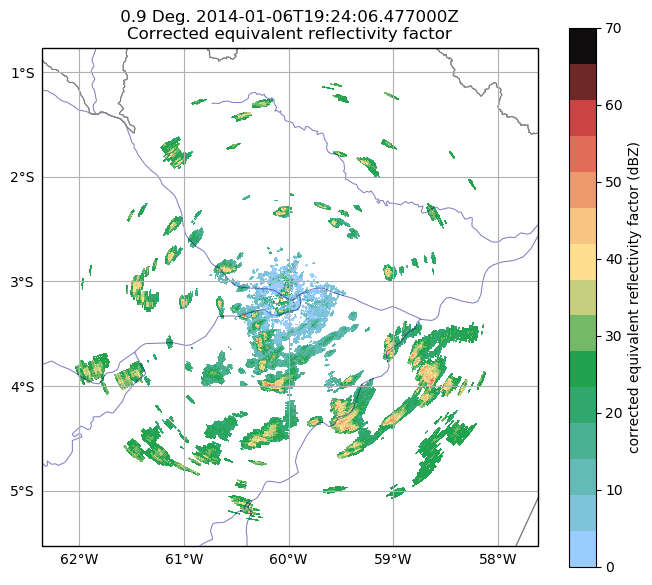 0.9 Deg. 2014-01-06T19:24:06.477000Z
Corrected equivalent reflectivity factor
1°S
2°S
3°S
4°S
5°S
62°W 61°W 60°W 59°W 58°W
70
60
50
40
30
20
10
0
corrected equivalent reflectivity factor (dBZ)